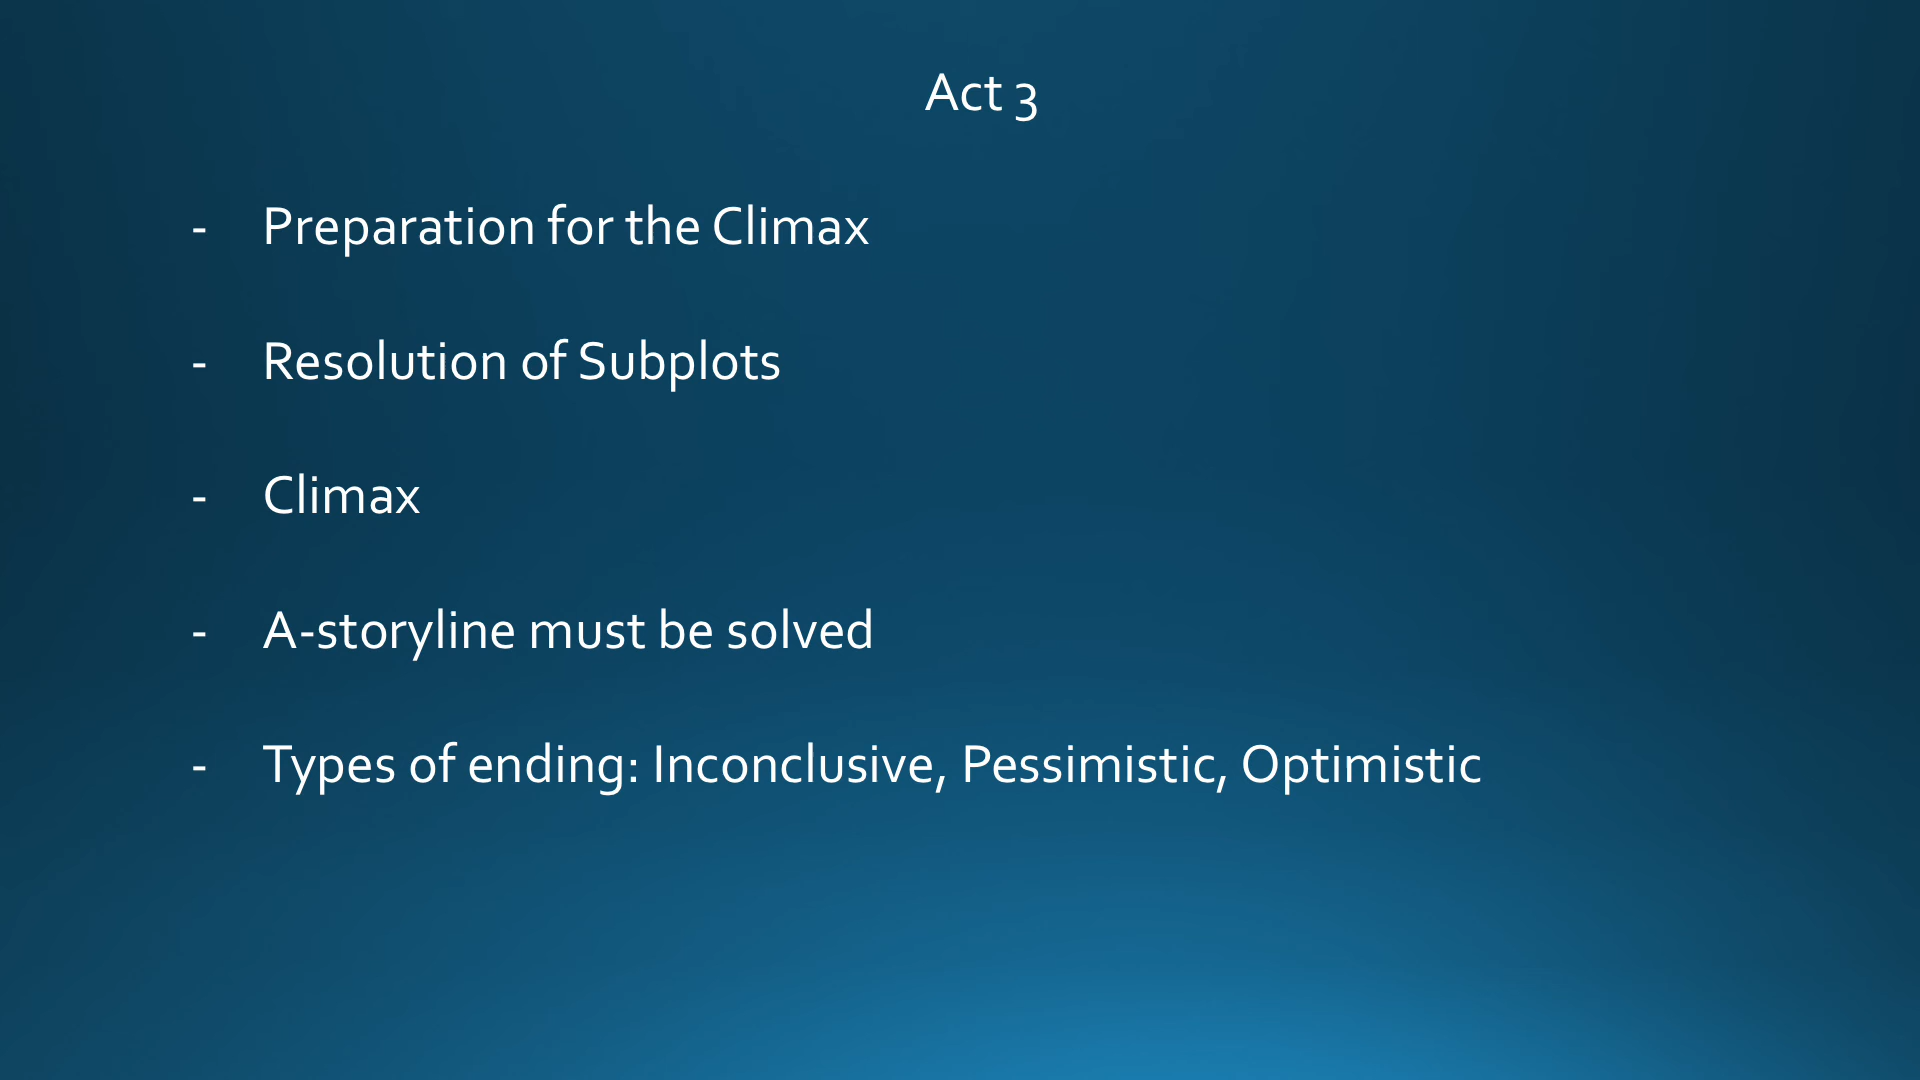 Act 3
- Preparation for the Climax
- Resolution of Subplots
- Climax
- A-storyline must be solved
- Types of ending: Inconclusive, Pessimistic, Optimistic